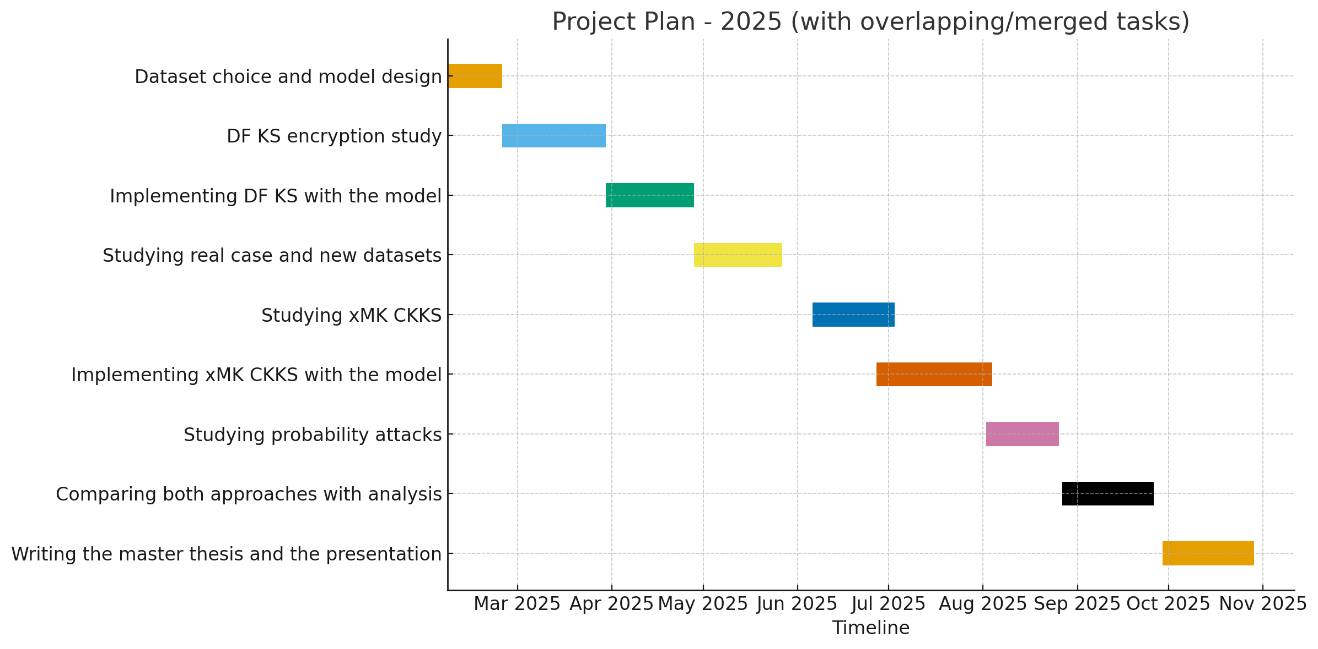 Project Plan - 2025 (with overlapping/merged tasks)
Dataset choice and model design
DF KS encryption study
Implementing DF KS with the model
Studying real case and new datasets
Studying xMK CKKS
Implementing xMK CKKS with the model
Studying probability attacks
Comparing both approaches with analysis
Writing the master thesis and the presentation
Mar 2025 Apr 2025 May 2025 Jun 2025 Jul 2025 Aug 2025 Sep 2025 Oct 2025 Nov 2025
Timeline